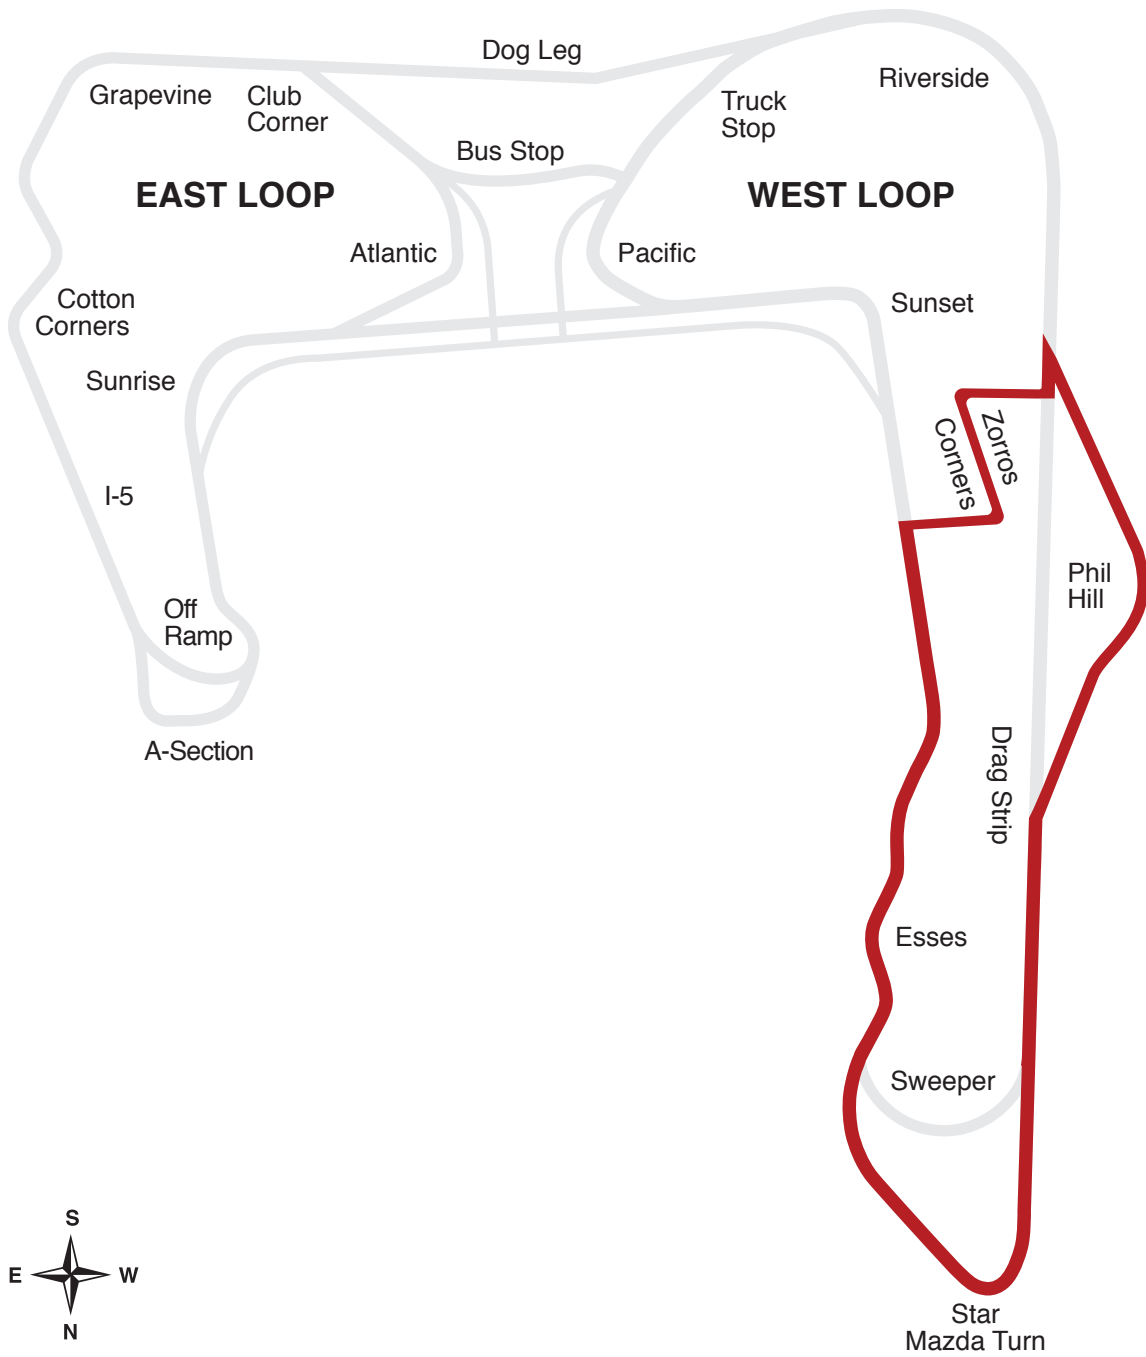 Dog Leg
Riverside
Grapevine
Club
Corner
Truck
Stop
Bus Stop
EAST LOOP
WEST LOOP
Atlantic
Pacific
Cotton
Corners
Sunset
Sunrise
Zorros
Corners
I-5
Phil
Hill
Off
Ramp
A-Section
Drag Strip
Esses
Sweeper
S
E
W
N
Star
Mazda Turn